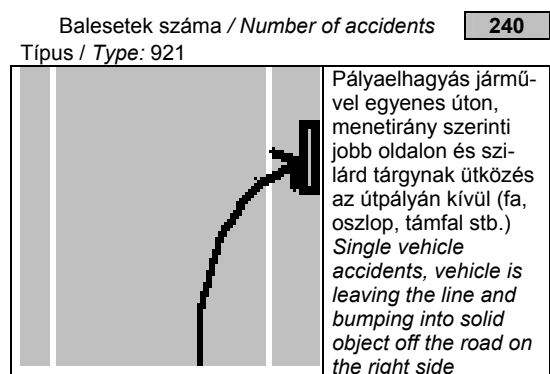 Balesetek száma / Number of accidents 240
Típus / Type: 921
Pályaelhagyás jármű-
vel egyenes úton,
menetirány szerinti
jobb oldalon és szi-
lárd tárgynak ütközés
az útpályán kívül (fa,
oszlop, támfal stb.)
Single vehicle
accidents, vehicle is
leaving the line and
bumping into solid
object off the road on
the right side